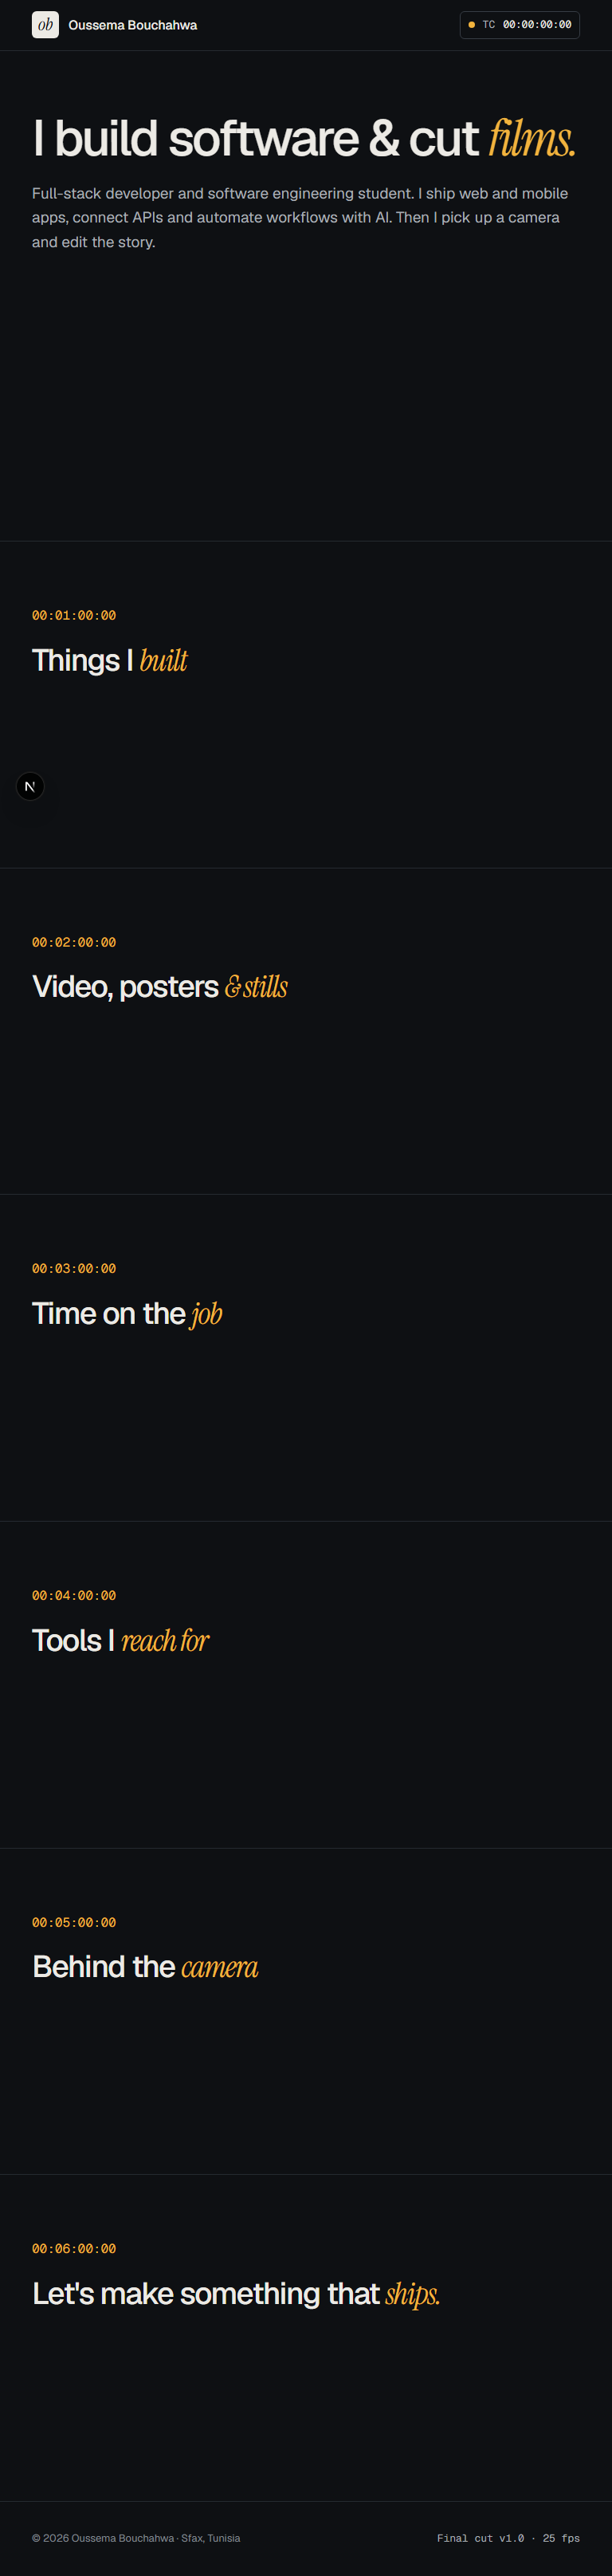 ob Oussema Bouchahwa
TC 00:00:00:00
I build software & cut films.
Full-stack developer and software engineering student. I ship web and mobile
apps, connect APIs and automate workflows with AI. Then I pick up a camera
and edit the story.
00:01:00:00
Things I built
N
00:02:00:00
Video, posters & stills
00:03:00:00
Time on the job
00:04:00:00
Tools I reach for
00:05:00:00
Behind the camera
00:06:00:00
Let's make something that ships.
© 2026 Oussema Bouchahwa · Sfax, Tunisia
Final cut v1.0 · 25 fps